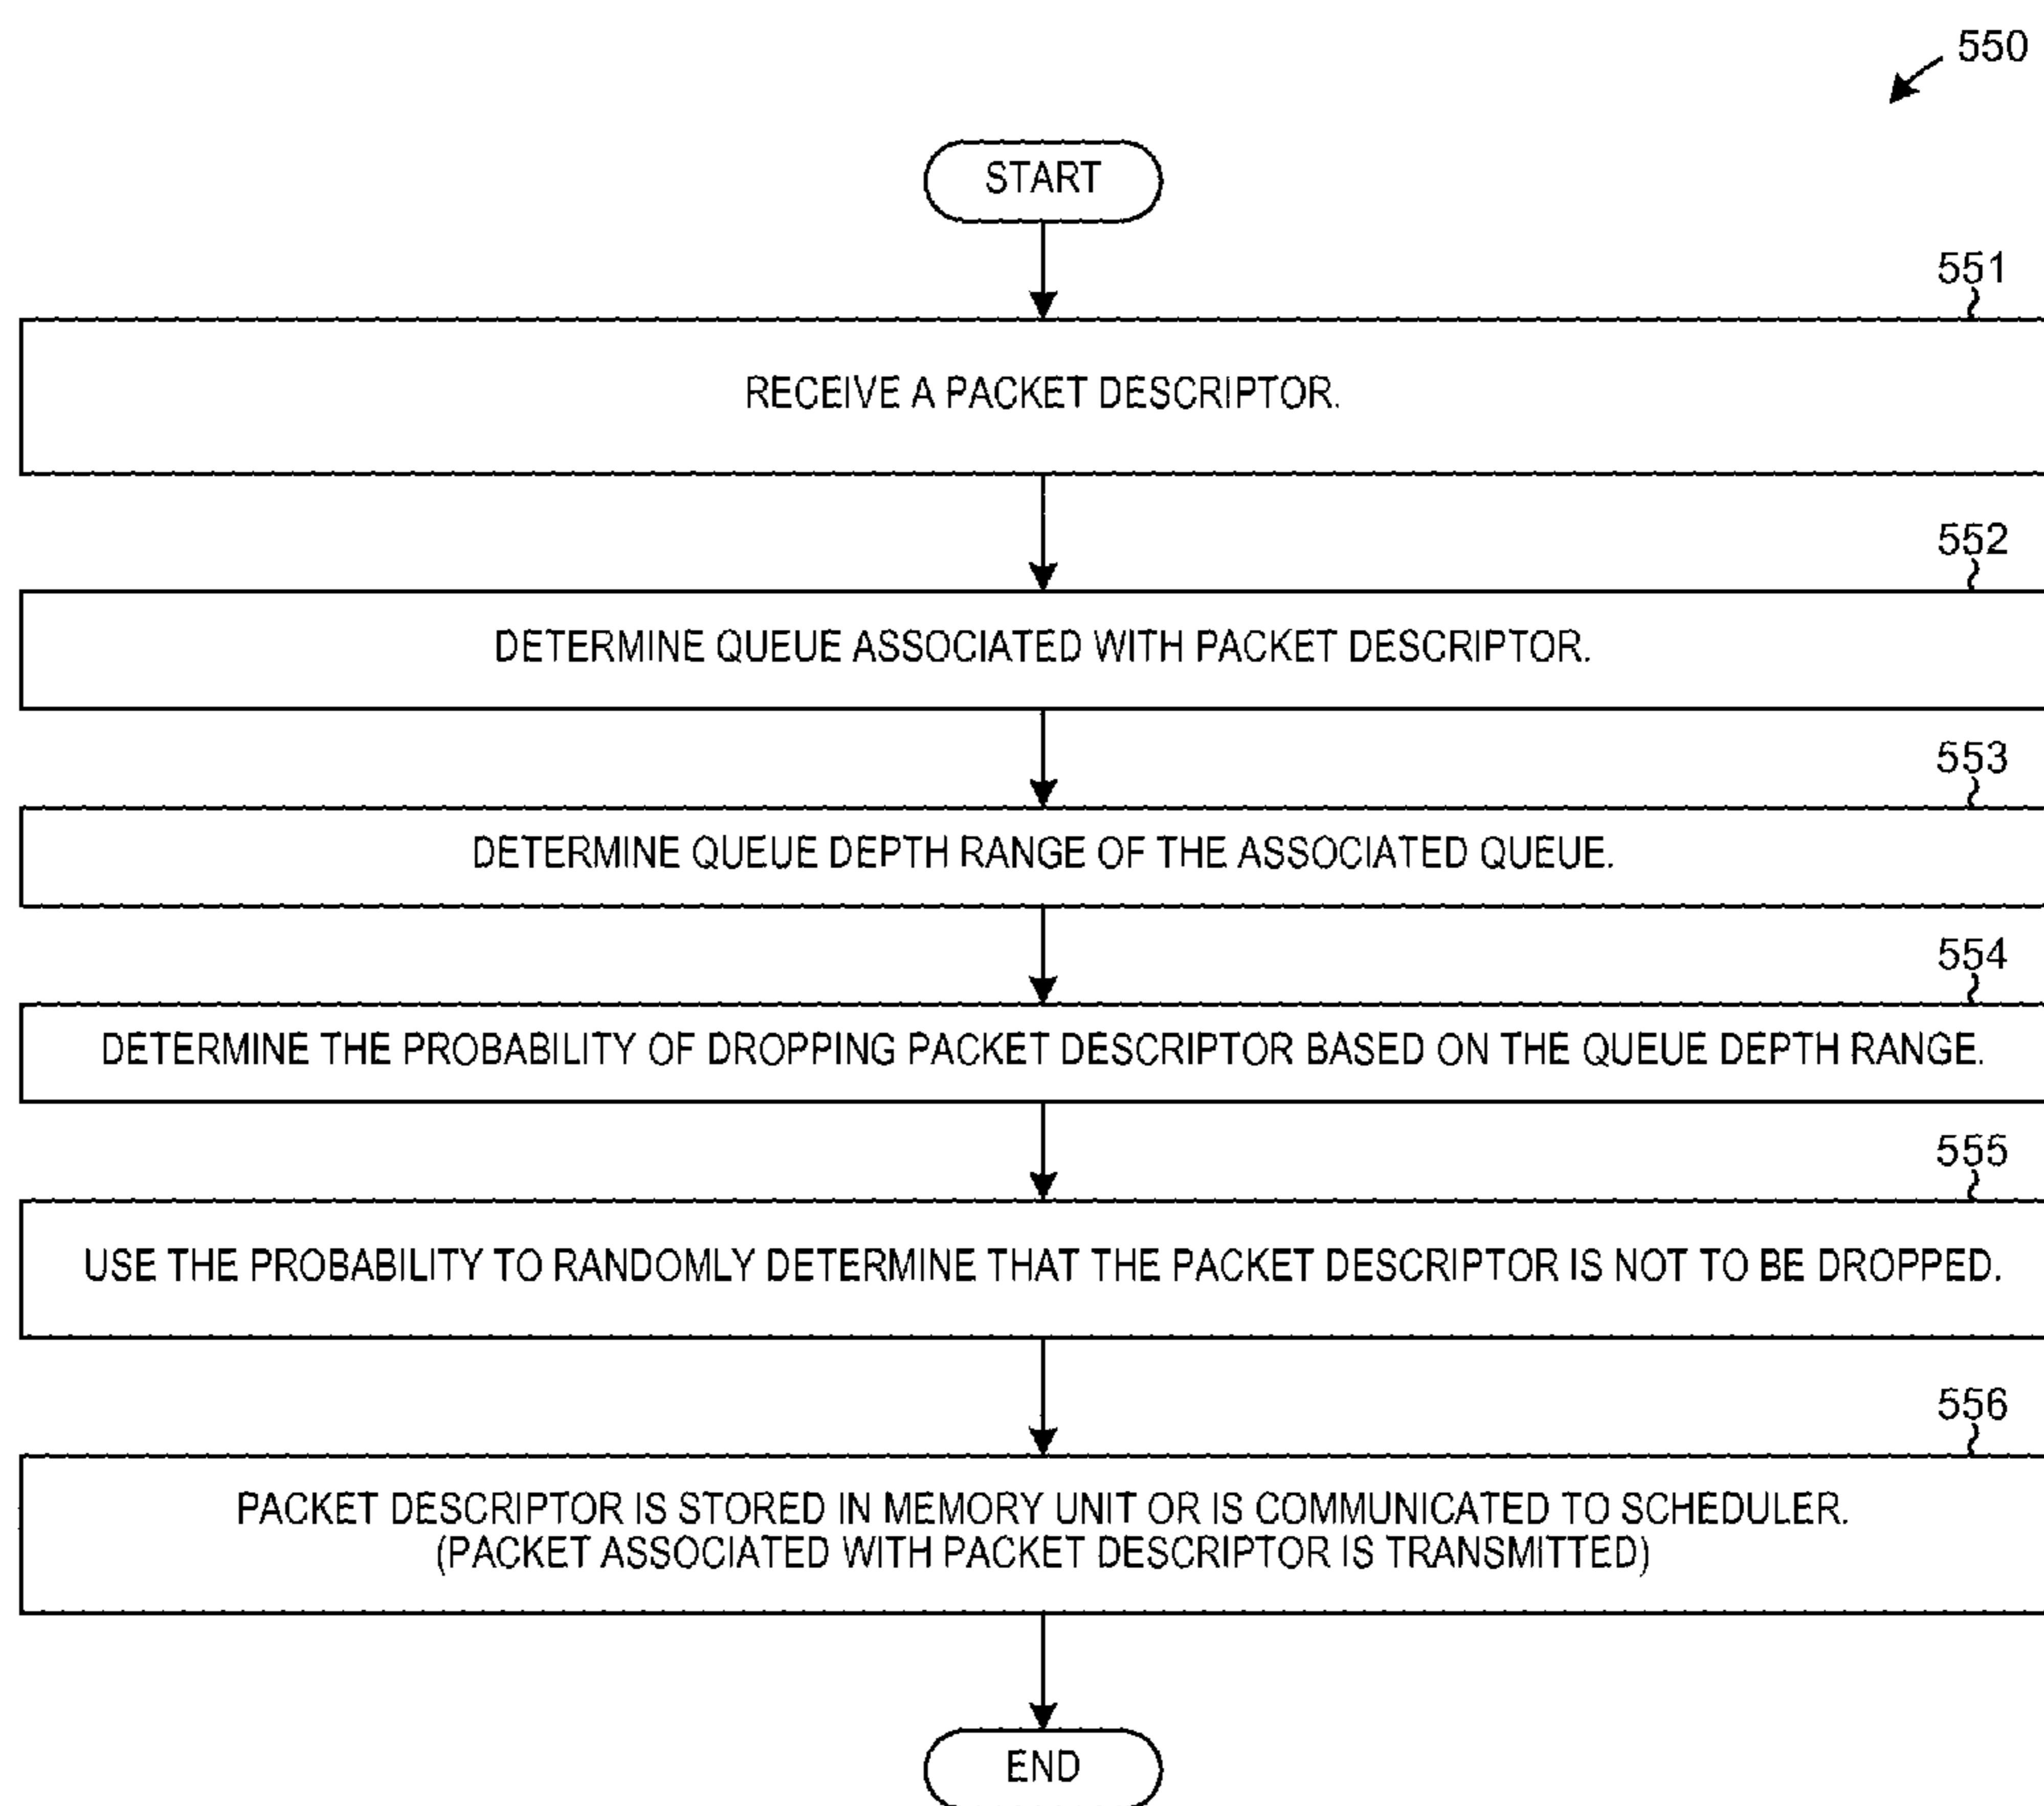 550
START
551
RECEIVE A PACKET DESCRIPTOR.
552
DETERMINE QUEUE ASSOCIATED WITH PACKET DESCRIPTOR.
553
DETERMINE QUEUE DEPTH RANGE OF THE ASSOCIATED QUEUE.
554
DETERMINE THE PROBABILITY OF DROPPING PACKET DESCRIPTOR BASED ON THE QUEUE DEPTH RANGE.
555
USE THE PROBABILITY TO RANDOMLY DETERMINE THAT THE PACKET DESCRIPTOR IS NOT TO BE DROPPED.
556
PACKET DESCRIPTOR IS STORED IN MEMORY UNIT OR IS COMMUNICATED TO SCHEDULER.
(PACKET ASSOCIATED WITH PACKET DESCRIPTOR IS TRANSMITTED)
END